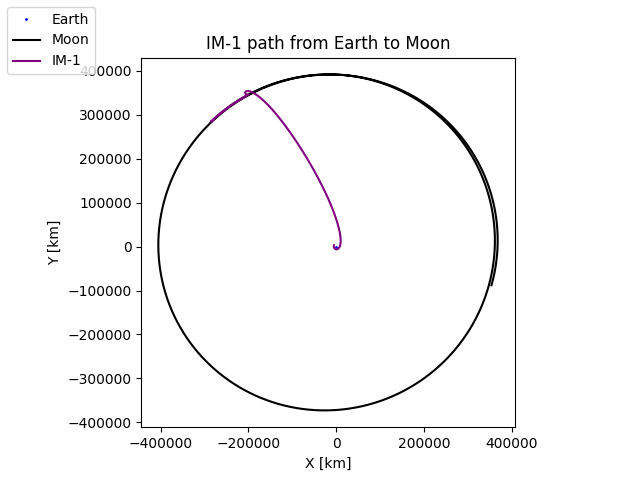 Earth
Moon
IM-1
IM-1 path from Earth to Moon
400000
300000
200000
100000
0
−100000
−200000
−300000
−400000
Y [km]
−400000 −200000 0 200000 400000
X [km]